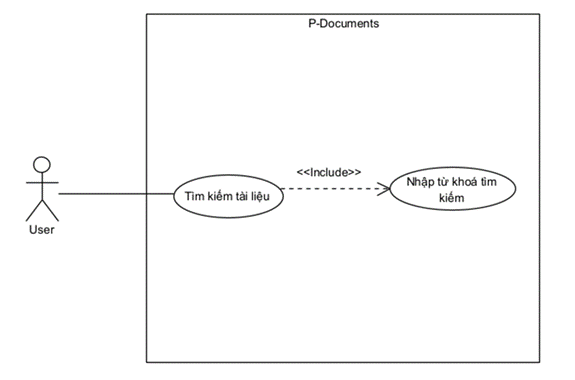 P-Documents
<<Include>>
Nhập từ khoá tìm
kiếm
Tìm kiếm tài liệu
User